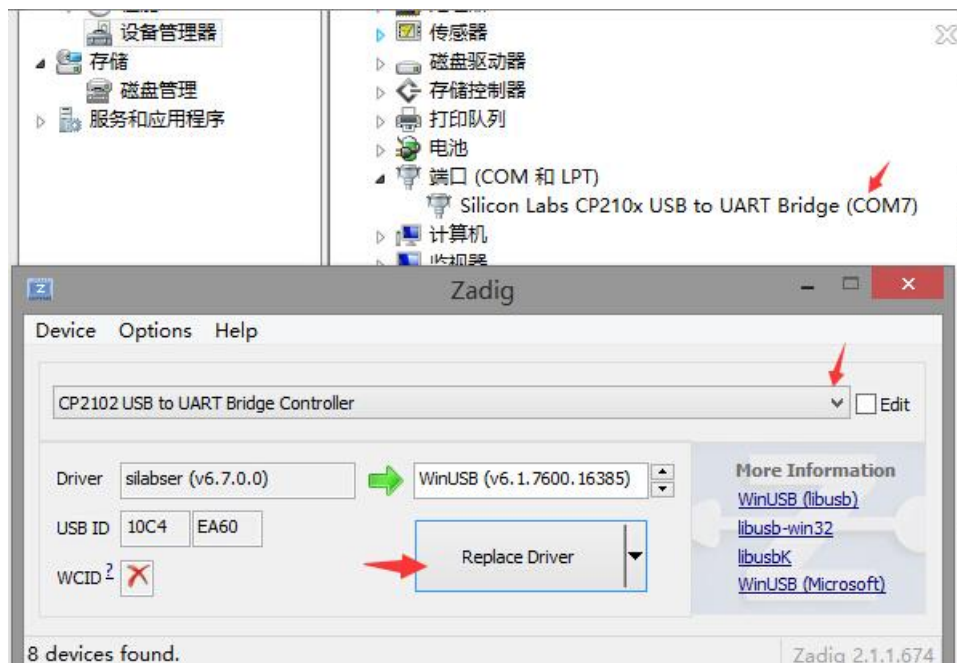 设备管理器
存储
磁盘管理
服务和应用程序
传感器
磁盘驱动器
存储控制器
打印队列
电池
端口 (COM 和 LPT)
Silicon Labs CP210x USB to UART Bridge (COM7)
计算机
监视器
Zadig
Device Options Help
CP2102 USB to UART Bridge Controller
Edit
Driver silabser (v6.7.0.0) WinUSB (v6.1.7600.16385)
USB ID 10C4 EA60
WCID ?
Replace Driver
More Information
WinUSB (libusb)
libusb-win32
libusbK
WinUSB (Microsoft)
8 devices found.
Zadig 2.1.1.674